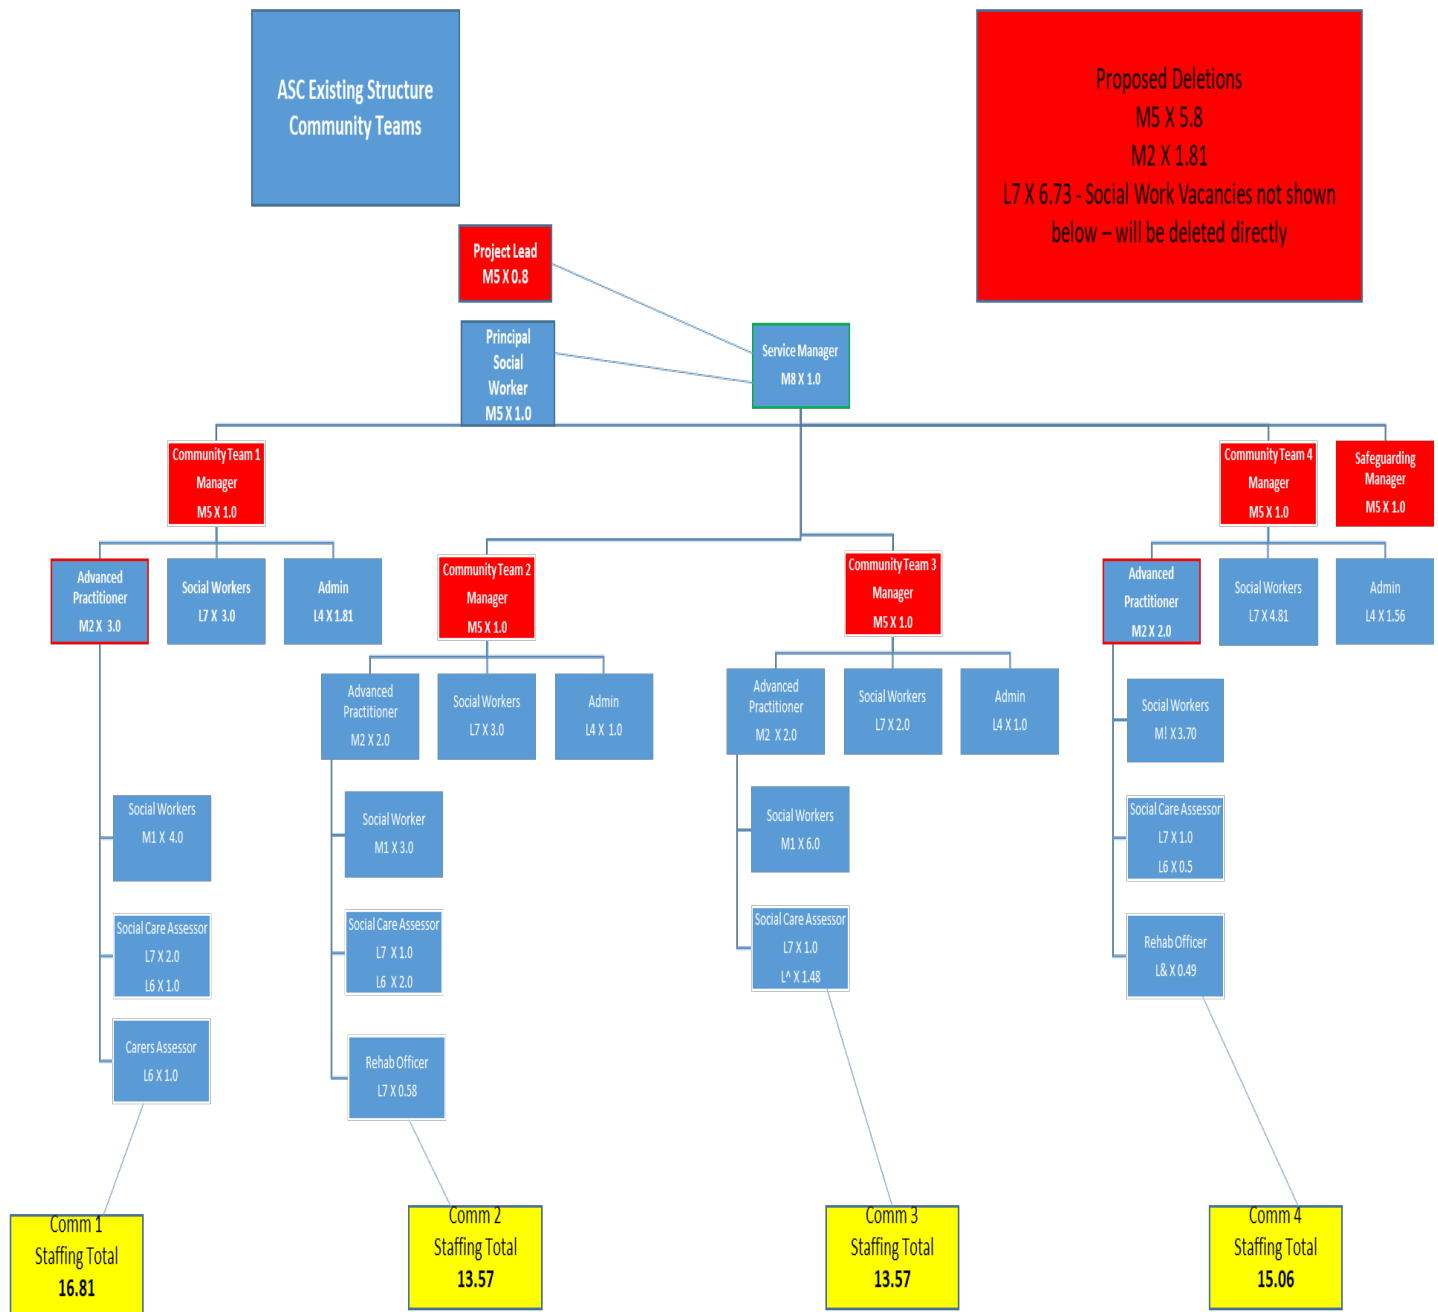 ASC Existing Structure
Community Teams
Proposed Deletions
M5 X 5.8
M2 X 1.81
L7 X 6.73 - Social Work Vacancies not shown
below – will be deleted directly
Project Lead
M5 X 0.8
Principal
Social
Worker
M5 X 1.0
Service Manager
M8 X 1.0
Community Team 1
Manager
M5 X 1.0
Community Team 4
Manager
M5 X 1.0
Safeguarding
Manager
M5 X 1.0
Community Team 2
Manager
M5 X 1.0
Community Team 3
Manager
M5 X 1.0
Advanced
Practitioner
M2 X 3.0
Social Workers
L7 X 3.0
Admin
L4 X 1.81
Advanced
Practitioner
M2 X 2.0
Social Workers
L7 X 3.0
Admin
L4 X 1.0
Advanced
Practitioner
M2 X 2.0
Social Workers
L7 X 2.0
Admin
L4 X 1.0
Advanced
Practitioner
M2 X 2.0
Social Workers
L7 X 4.81
Admin
L4 X 1.56
Social Workers
M1 X 4.0
Social Care Assessor
L7 X 2.0
L6 X 1.0
Carers Assessor
L6 X 1.0
Social Worker
M1 X 3.0
Social Care Assessor
L7 X 1.0
L6 X 2.0
Rehab Officer
L7 X 0.58
Social Workers
M1 X 6.0
Social Care Assessor
L7 X 1.0
L^ X 1.48
Social Workers
M! X 3.70
Social Care Assessor
L7 X 1.0
L6 X 0.5
Rehab Officer
L& X 0.49
Comm 1
Staffing Total
16.81
Comm 2
Staffing Total
13.57
Comm 3
Staffing Total
13.57
Comm 4
Staffing Total
15.06